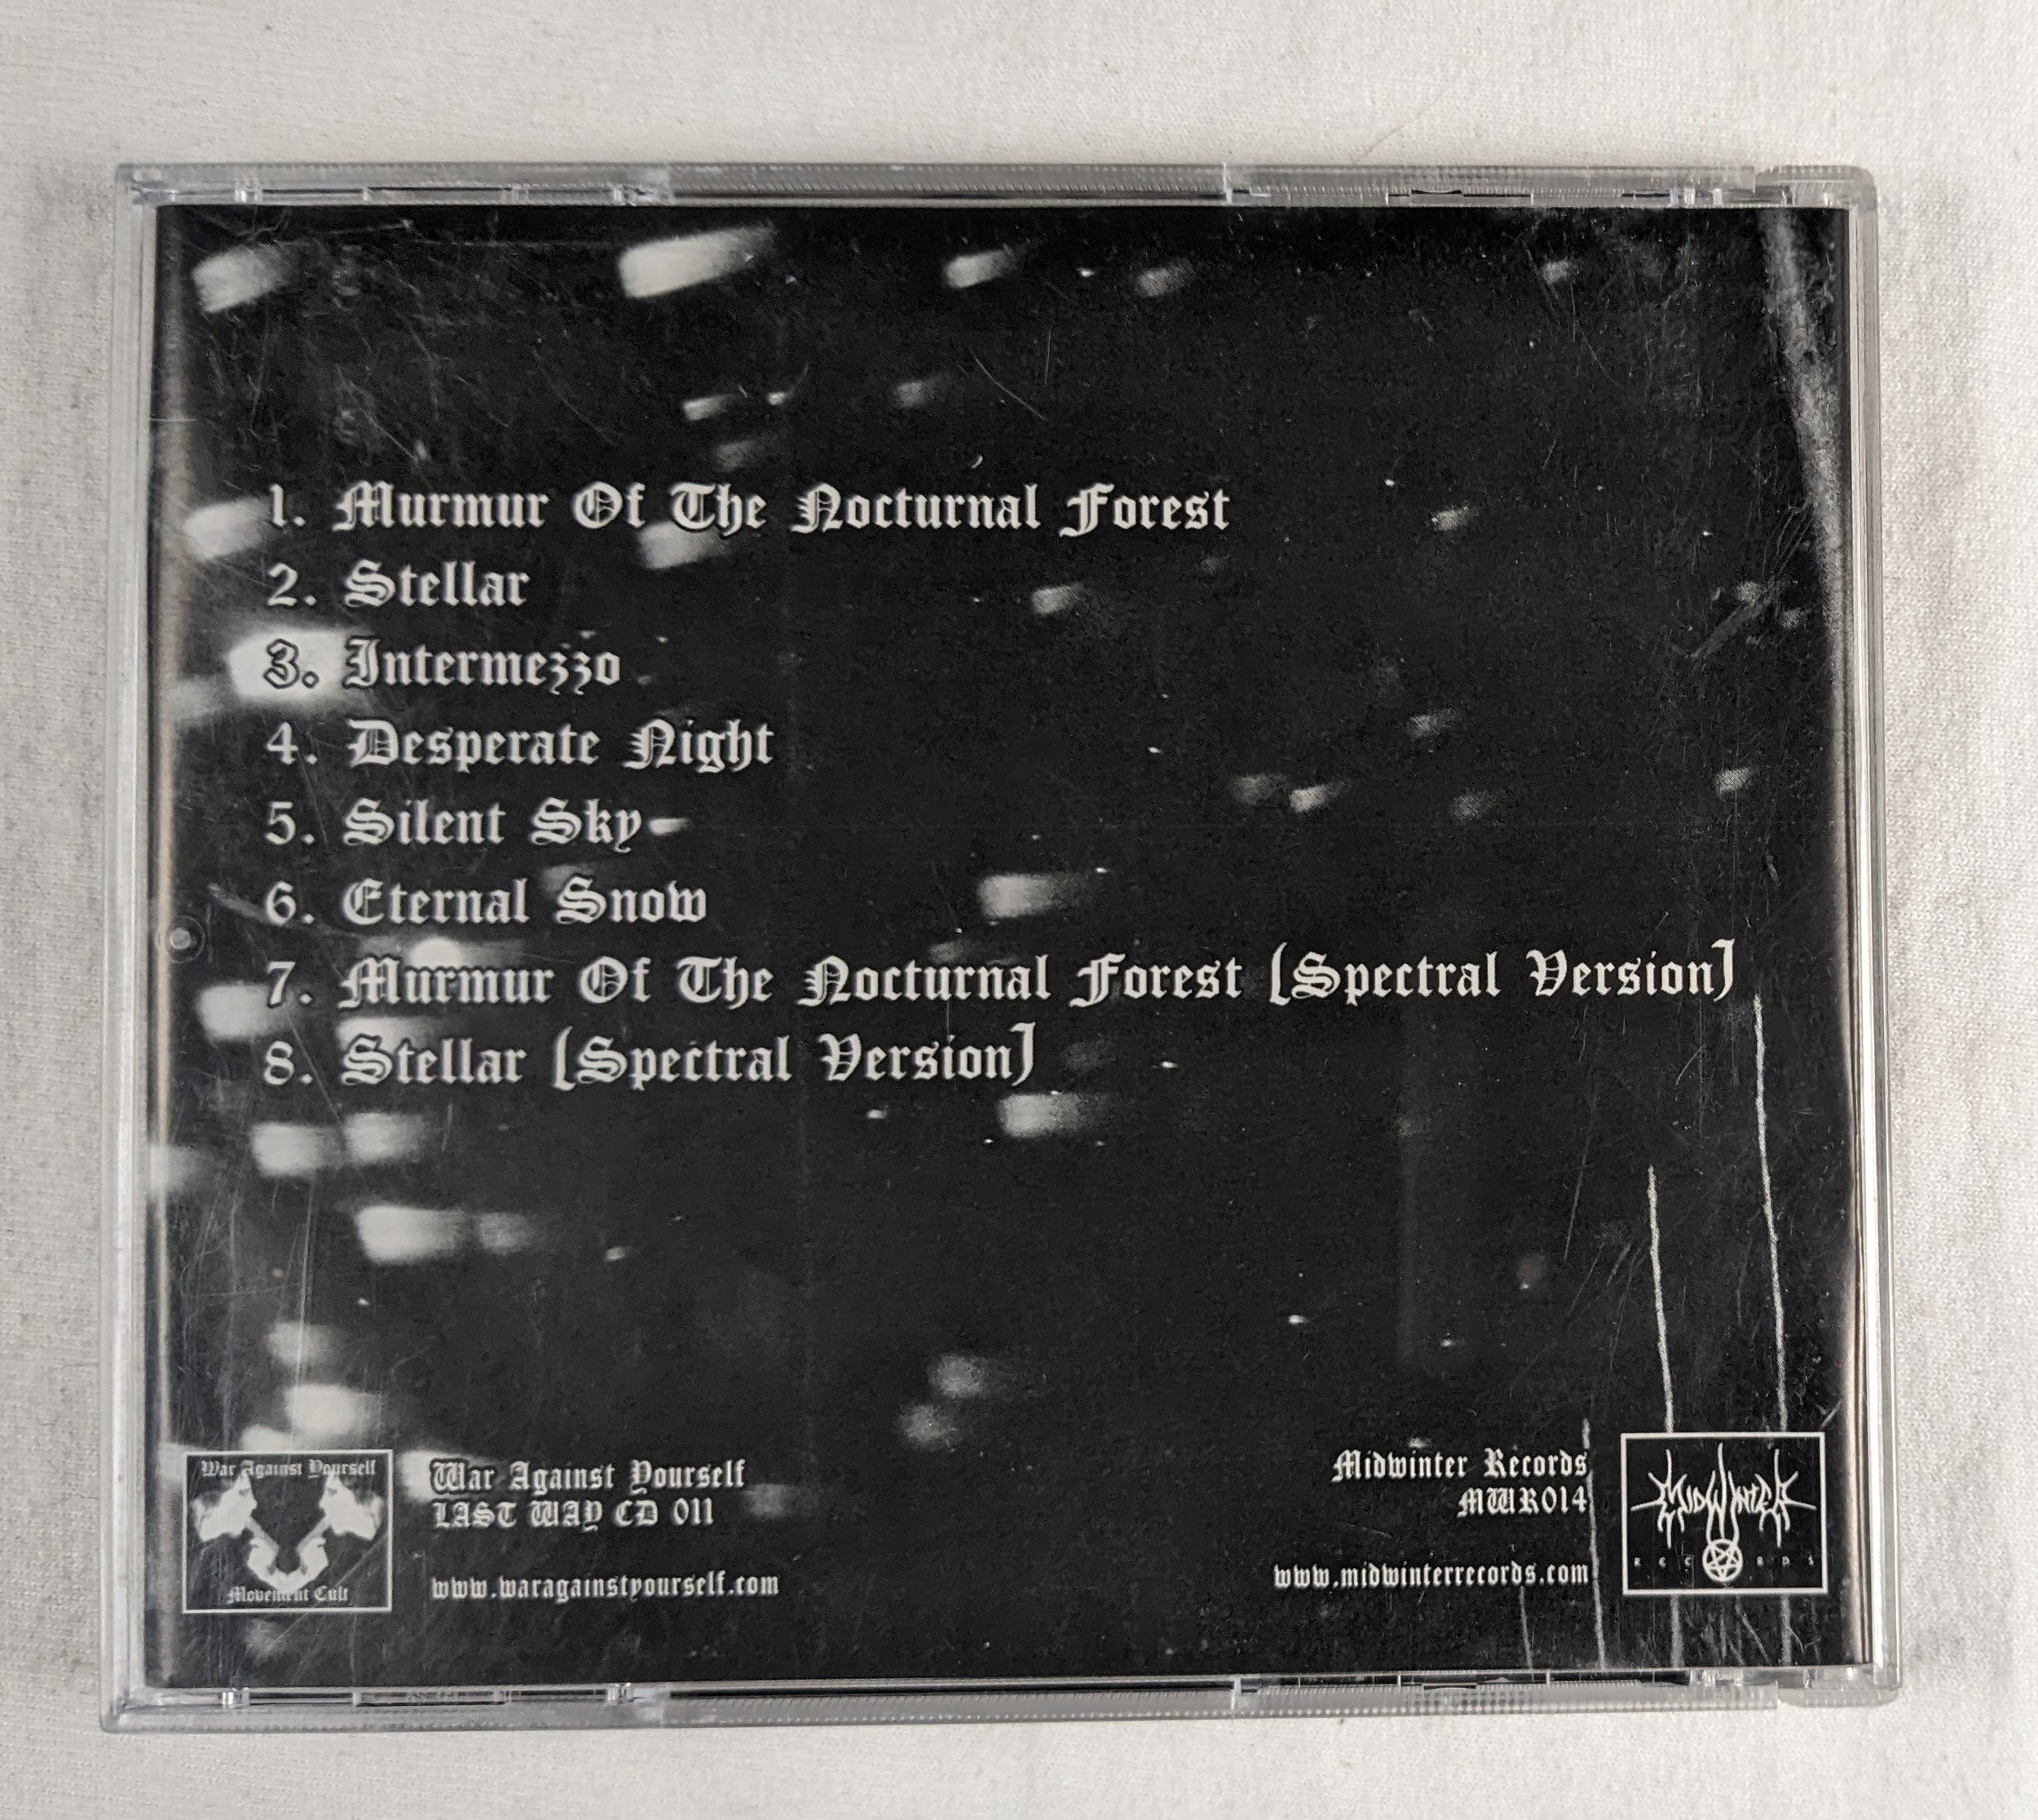 1. Murmur Of The Nocturnal Forest
2. Stellar
3. Intermezzo
4. Desperate Night
5. Silent Sky
6. Eternal Snow
7. Murmur Of The Nocturnal Forest (Spectral Version)
8. Stellar (Spectral Version)
War Against Yourself
Movement Cult
War Against Yourself
LAST WAY CD 011
www.waragainstyourself.com
Midwinter Records
MWR014
www.midwinterrecords.com
MIDWINTER
RECORDS